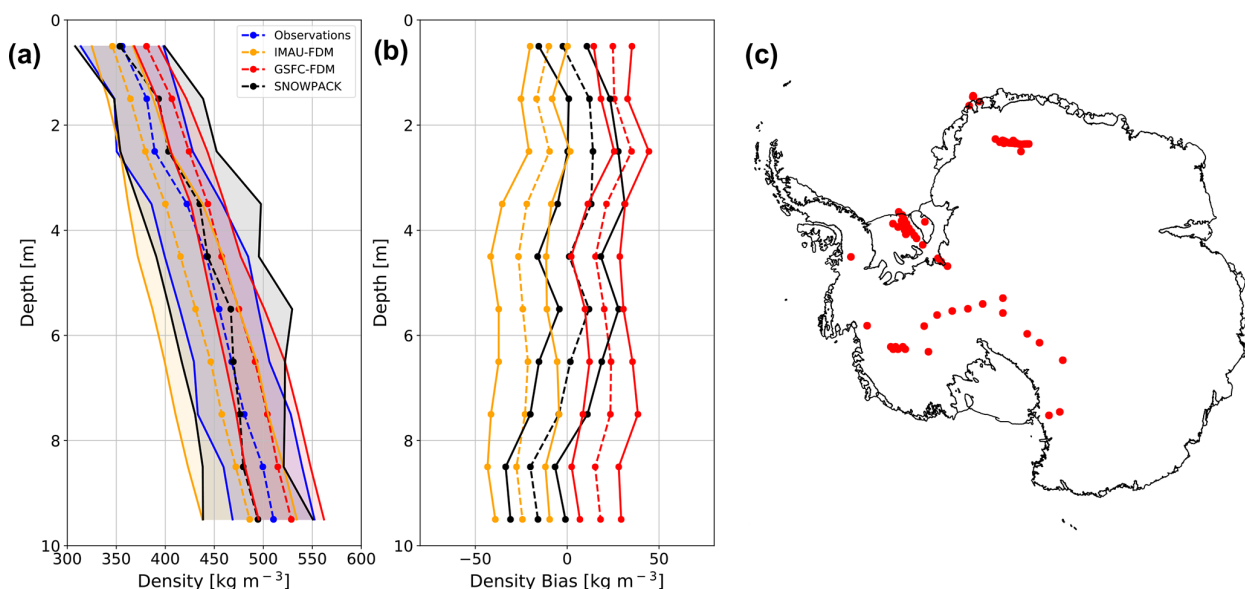 (a)
0
2
4
6
8
10
Depth [m]
300 350 400 450 500 550 600
Density [kg m⁻³]
Observations
IMAU-FDM
GSFC-FDM
SNOWPACK
(b)
0
2
4
6
8
10
Depth [m]
−50 0 50
Density Bias [kg m⁻³]
(c)